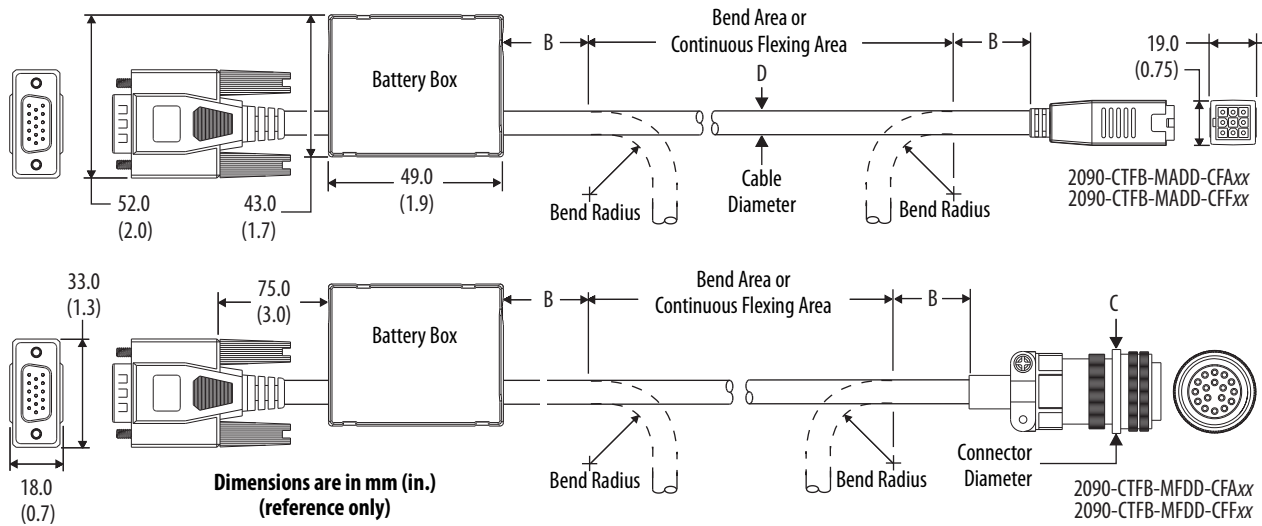 Bend Area or
Continuous Flexing Area
B
B
D
19.0
(0.75)
Battery Box
49.0
(1.9)
52.0
(2.0)
43.0
(1.7)
Bend Radius
Cable
Diameter
Bend Radius
2090-CTFB-MADD-CFAxx
2090-CTFB-MADD-CFFxx
33.0
(1.3)
75.0
(3.0)
Battery Box
B
Bend Area or
Continuous Flexing Area
B
C
18.0
(0.7)
Dimensions are in mm (in.)
(reference only)
Bend Radius
Bend Radius
Connector
Diameter
2090-CTFB-MFDD-CFAxx
2090-CTFB-MFDD-CFFxx